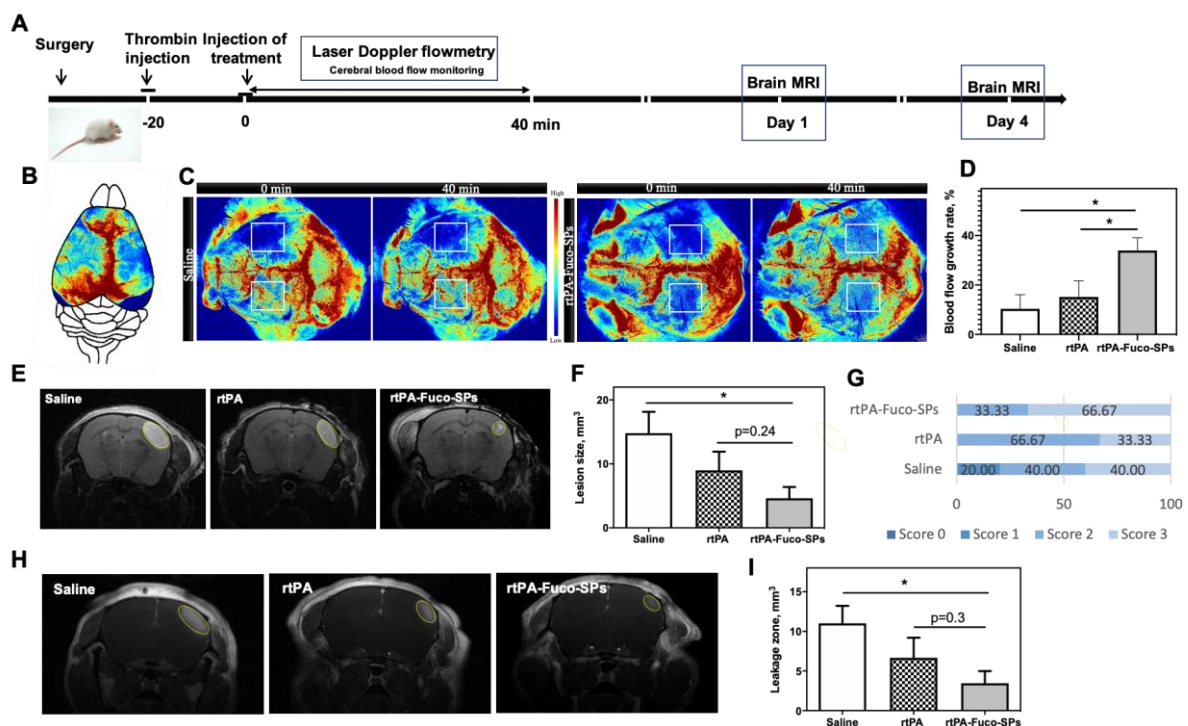 A
Surgery
Thrombin
injection
Injection of
treatment
Laser Doppler flowmetry
Cerebral blood flow monitoring
Brain MRI
Brain MRI
-20
0
40 min
Day 1
Day 4
B
C
0 min
40 min
Saline
High
Low
0 min
40 min
rtPA-Fuco-SPs
D
Blood flow growth rate, %
60
40
20
0
*
*
Saline
rtPA
rtPA-Fuco-SPs
E
Saline
rtPA
rtPA-Fuco-SPs
F
Lesion size, mm³
20
10
0
*
p=0.24
Saline
rtPA
rtPA-Fuco-SPs
G
rtPA-Fuco-SPs
33.33
66.67
rtPA
66.67
33.33
Saline
20.00
40.00
40.00
0
50
100
Score 0
Score 1
Score 2
Score 3
H
Saline
rtPA
rtPA-Fuco-SPs
I
Leakage zone, mm³
15
10
5
0
*
p=0.3
Saline
rtPA
rtPA-Fuco-SPs